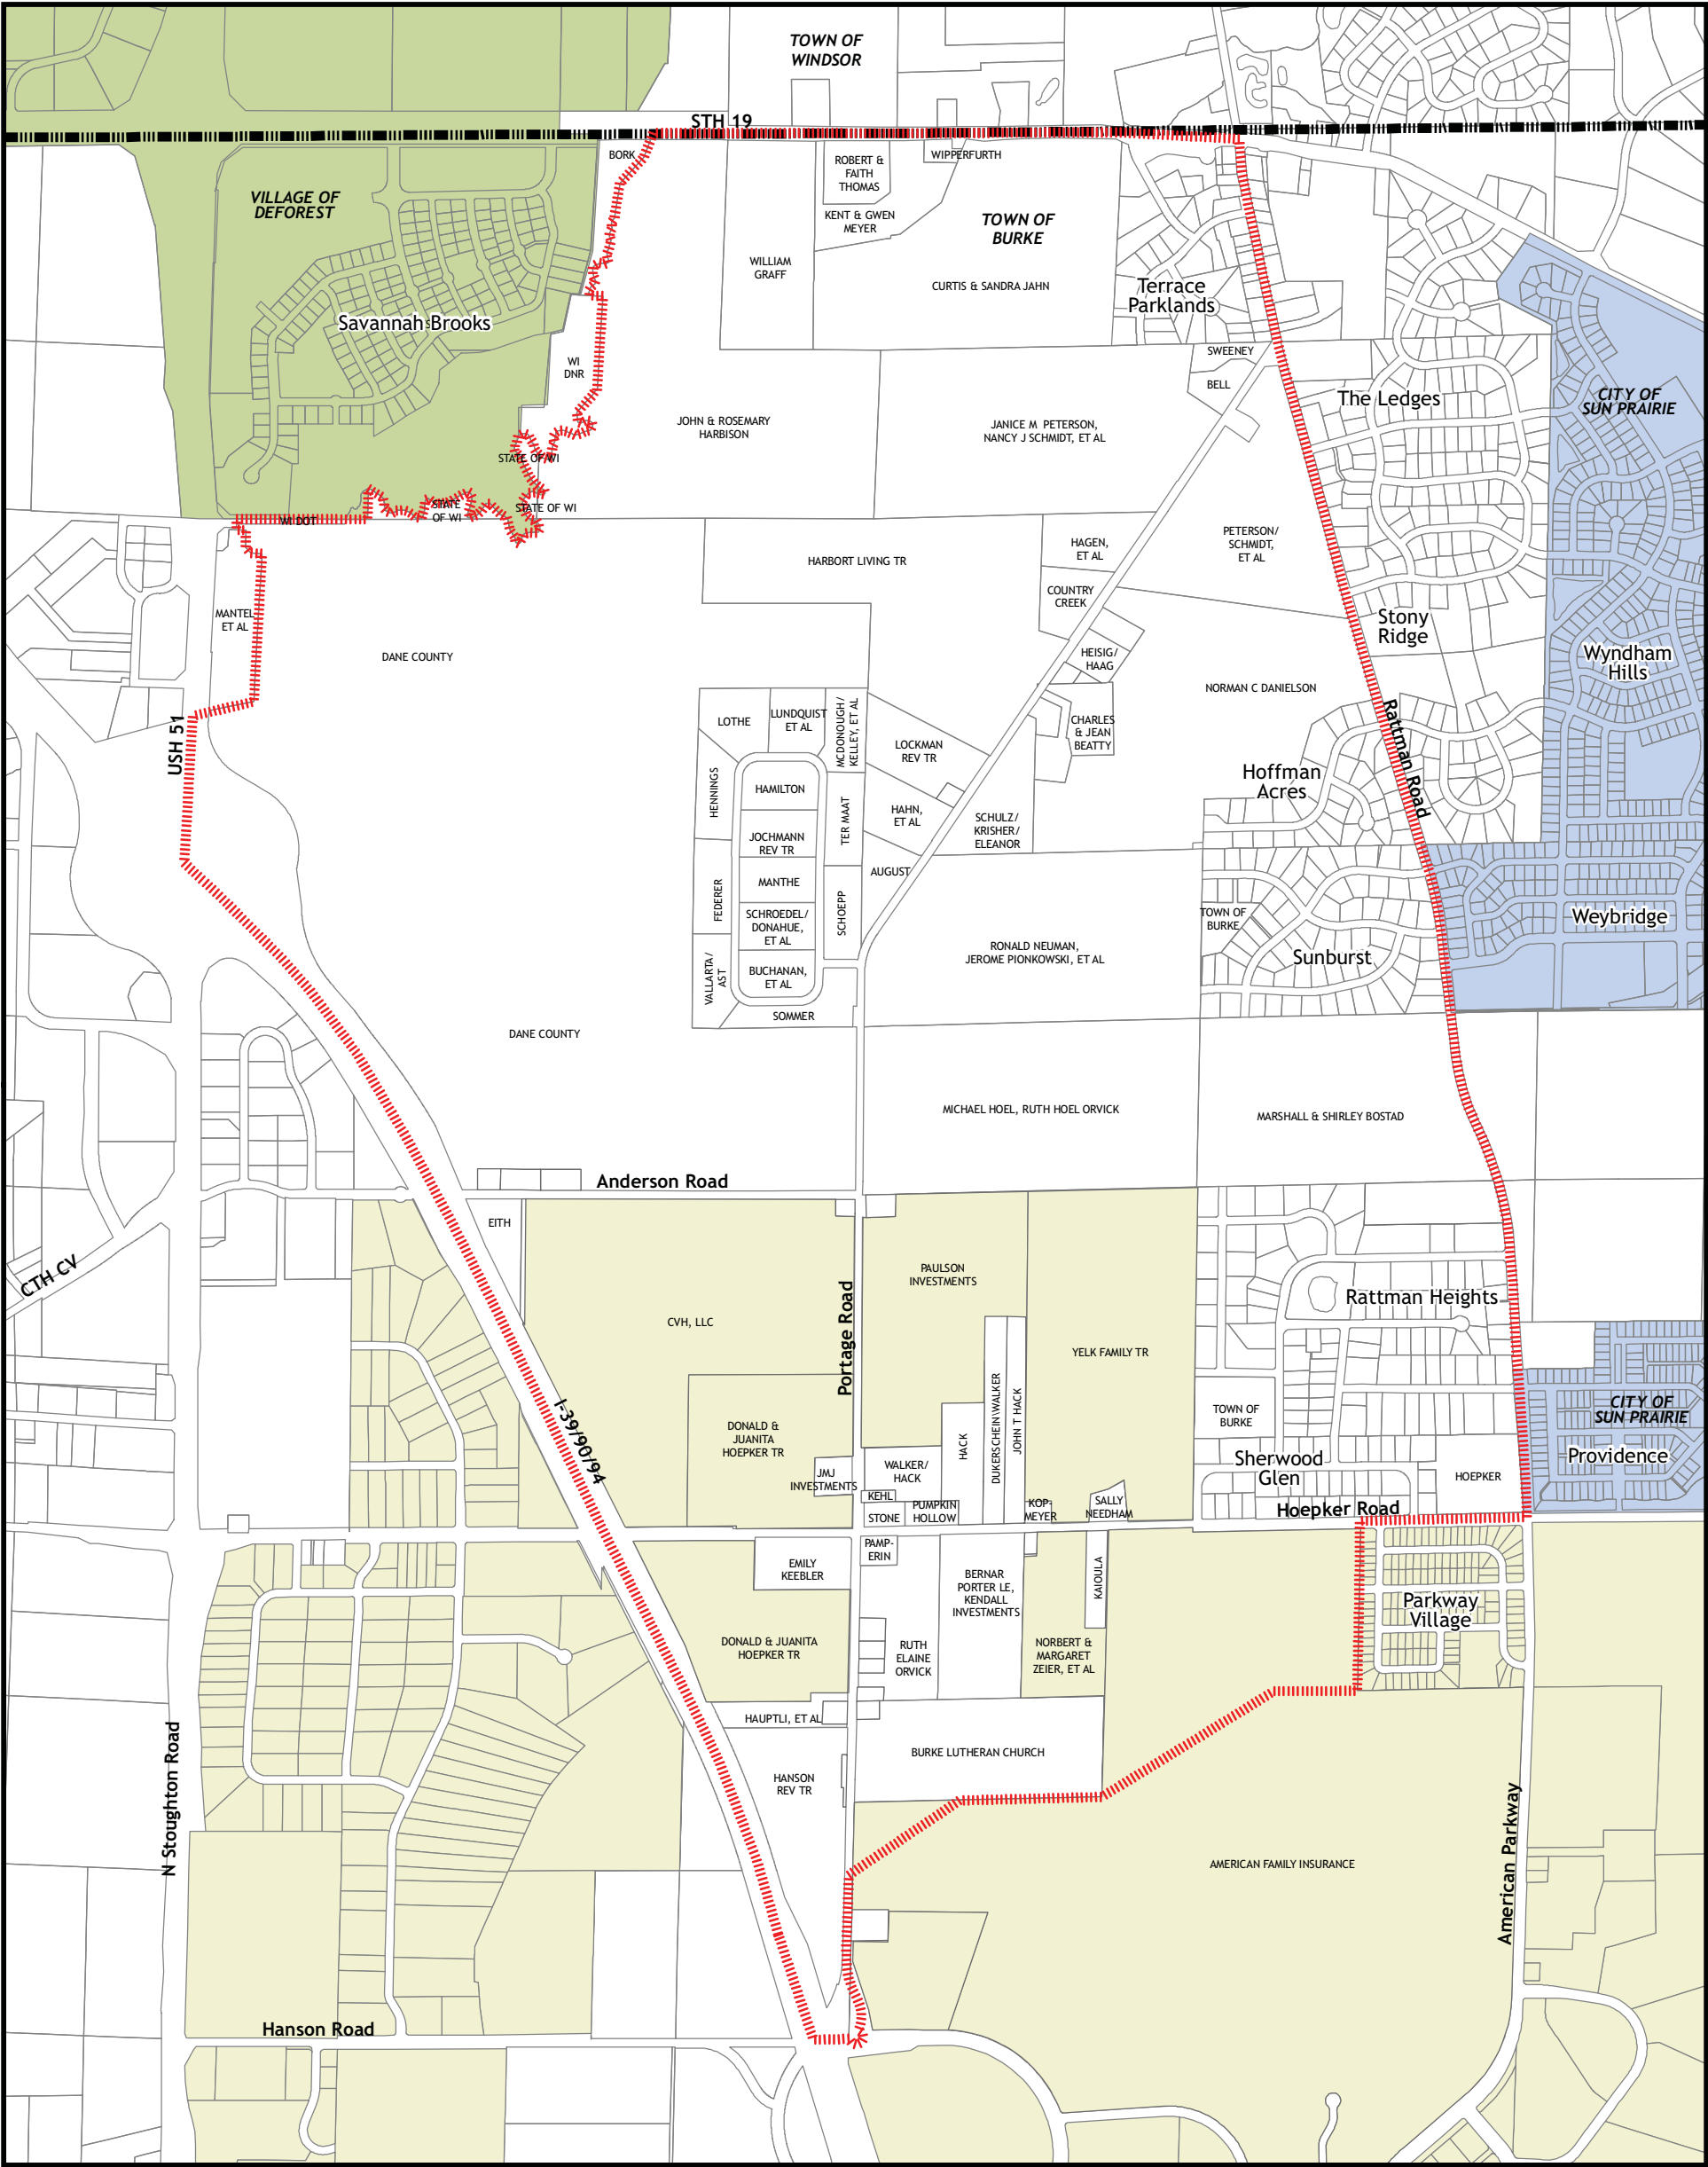 TOWN OF
WINDSOR
STH 19
BORK
ROBERT &
FAITH
THOMAS
WIPPERFURTH
VILLAGE OF
DEFOREST
KENT & GWEN
MEYER
TOWN OF
BURKE
WILLIAM
GRAFF
CURTIS & SANDRA JAHN
Terrace
Parklands
Savannah Brooks
WI
DNR
SWEENEY
BELL
The Ledges
CITY OF
SUN PRAIRIE
JOHN & ROSEMARY
HARBISON
JANICE M PETERSON,
NANCY J SCHMIDT, ET AL
STATE OF WI
STATE
OF WI
STATE OF WI
WI DOT
HARBORT LIVING TR
HAGEN,
ET AL
PETERSON/
SCHMIDT,
ET AL
COUNTRY
CREEK
MANTEL
ET AL
Stony
Ridge
DANE COUNTY
HEISIG/
HAAG
Wyndham
Hills
NORMAN C DANIELSON
USH 51
LOTHE
LUNDQUIST
ET AL
MCDONOUGH/
KELLEY, ET AL
LOCKMAN
REV TR
CHARLES
& JEAN
BEATTY
Rattman Road
HENNINGS
HAMILTON
Hoffman
Acres
HAHN,
ET AL
TER MAAT
SCHULZ/
KRISHER/
ELEANOR
JOCHMANN
REV TR
AUGUST
MANTHE
FEDERER
SCHOEPP
SCHROEDEL/
DONAHUE,
ET AL
TOWN OF
BURKE
Weybridge
RONALD NEUMAN,
JEROME PIONKOWSKI, ET AL
Sunburst
VALLARTA/
AST
BUCHANAN,
ET AL
SOMMER
DANE COUNTY
MICHAEL HOEL, RUTH HOEL ORVICK
MARSHALL & SHIRLEY BOSTAD
Anderson Road
EITH
CTH CV
PAULSON
INVESTMENTS
Rattman Heights
CVH, LLC
Portage Road
YELK FAMILY TR
I-39/90/94
DUKERSCHEIN\WALKER
JOHN T HACK
TOWN OF
BURKE
CITY OF
SUN PRAIRIE
DONALD &
JUANITA
HOEPKER TR
HACK
Sherwood
Glen
Providence
JMJ
INVESTMENTS
WALKER/
HACK
HOEPKER
KEHL
STONE
PUMPKIN
HOLLOW
KOP-
MEYER
SALLY
NEEDHAM
Hoepker Road
PAMP-
ERIN
EMILY
KEEBLER
BERNAR
PORTER LE,
KENDALL
INVESTMENTS
KAIOULA
Parkway
Village
DONALD & JUANITA
HOEPKER TR
RUTH
ELAINE
ORVICK
NORBERT &
MARGARET
ZEIER, ET AL
HAUPTLI, ET AL
BURKE LUTHERAN CHURCH
HANSON
REV TR
N Stoughton Road
American Parkway
AMERICAN FAMILY INSURANCE
Hanson Road